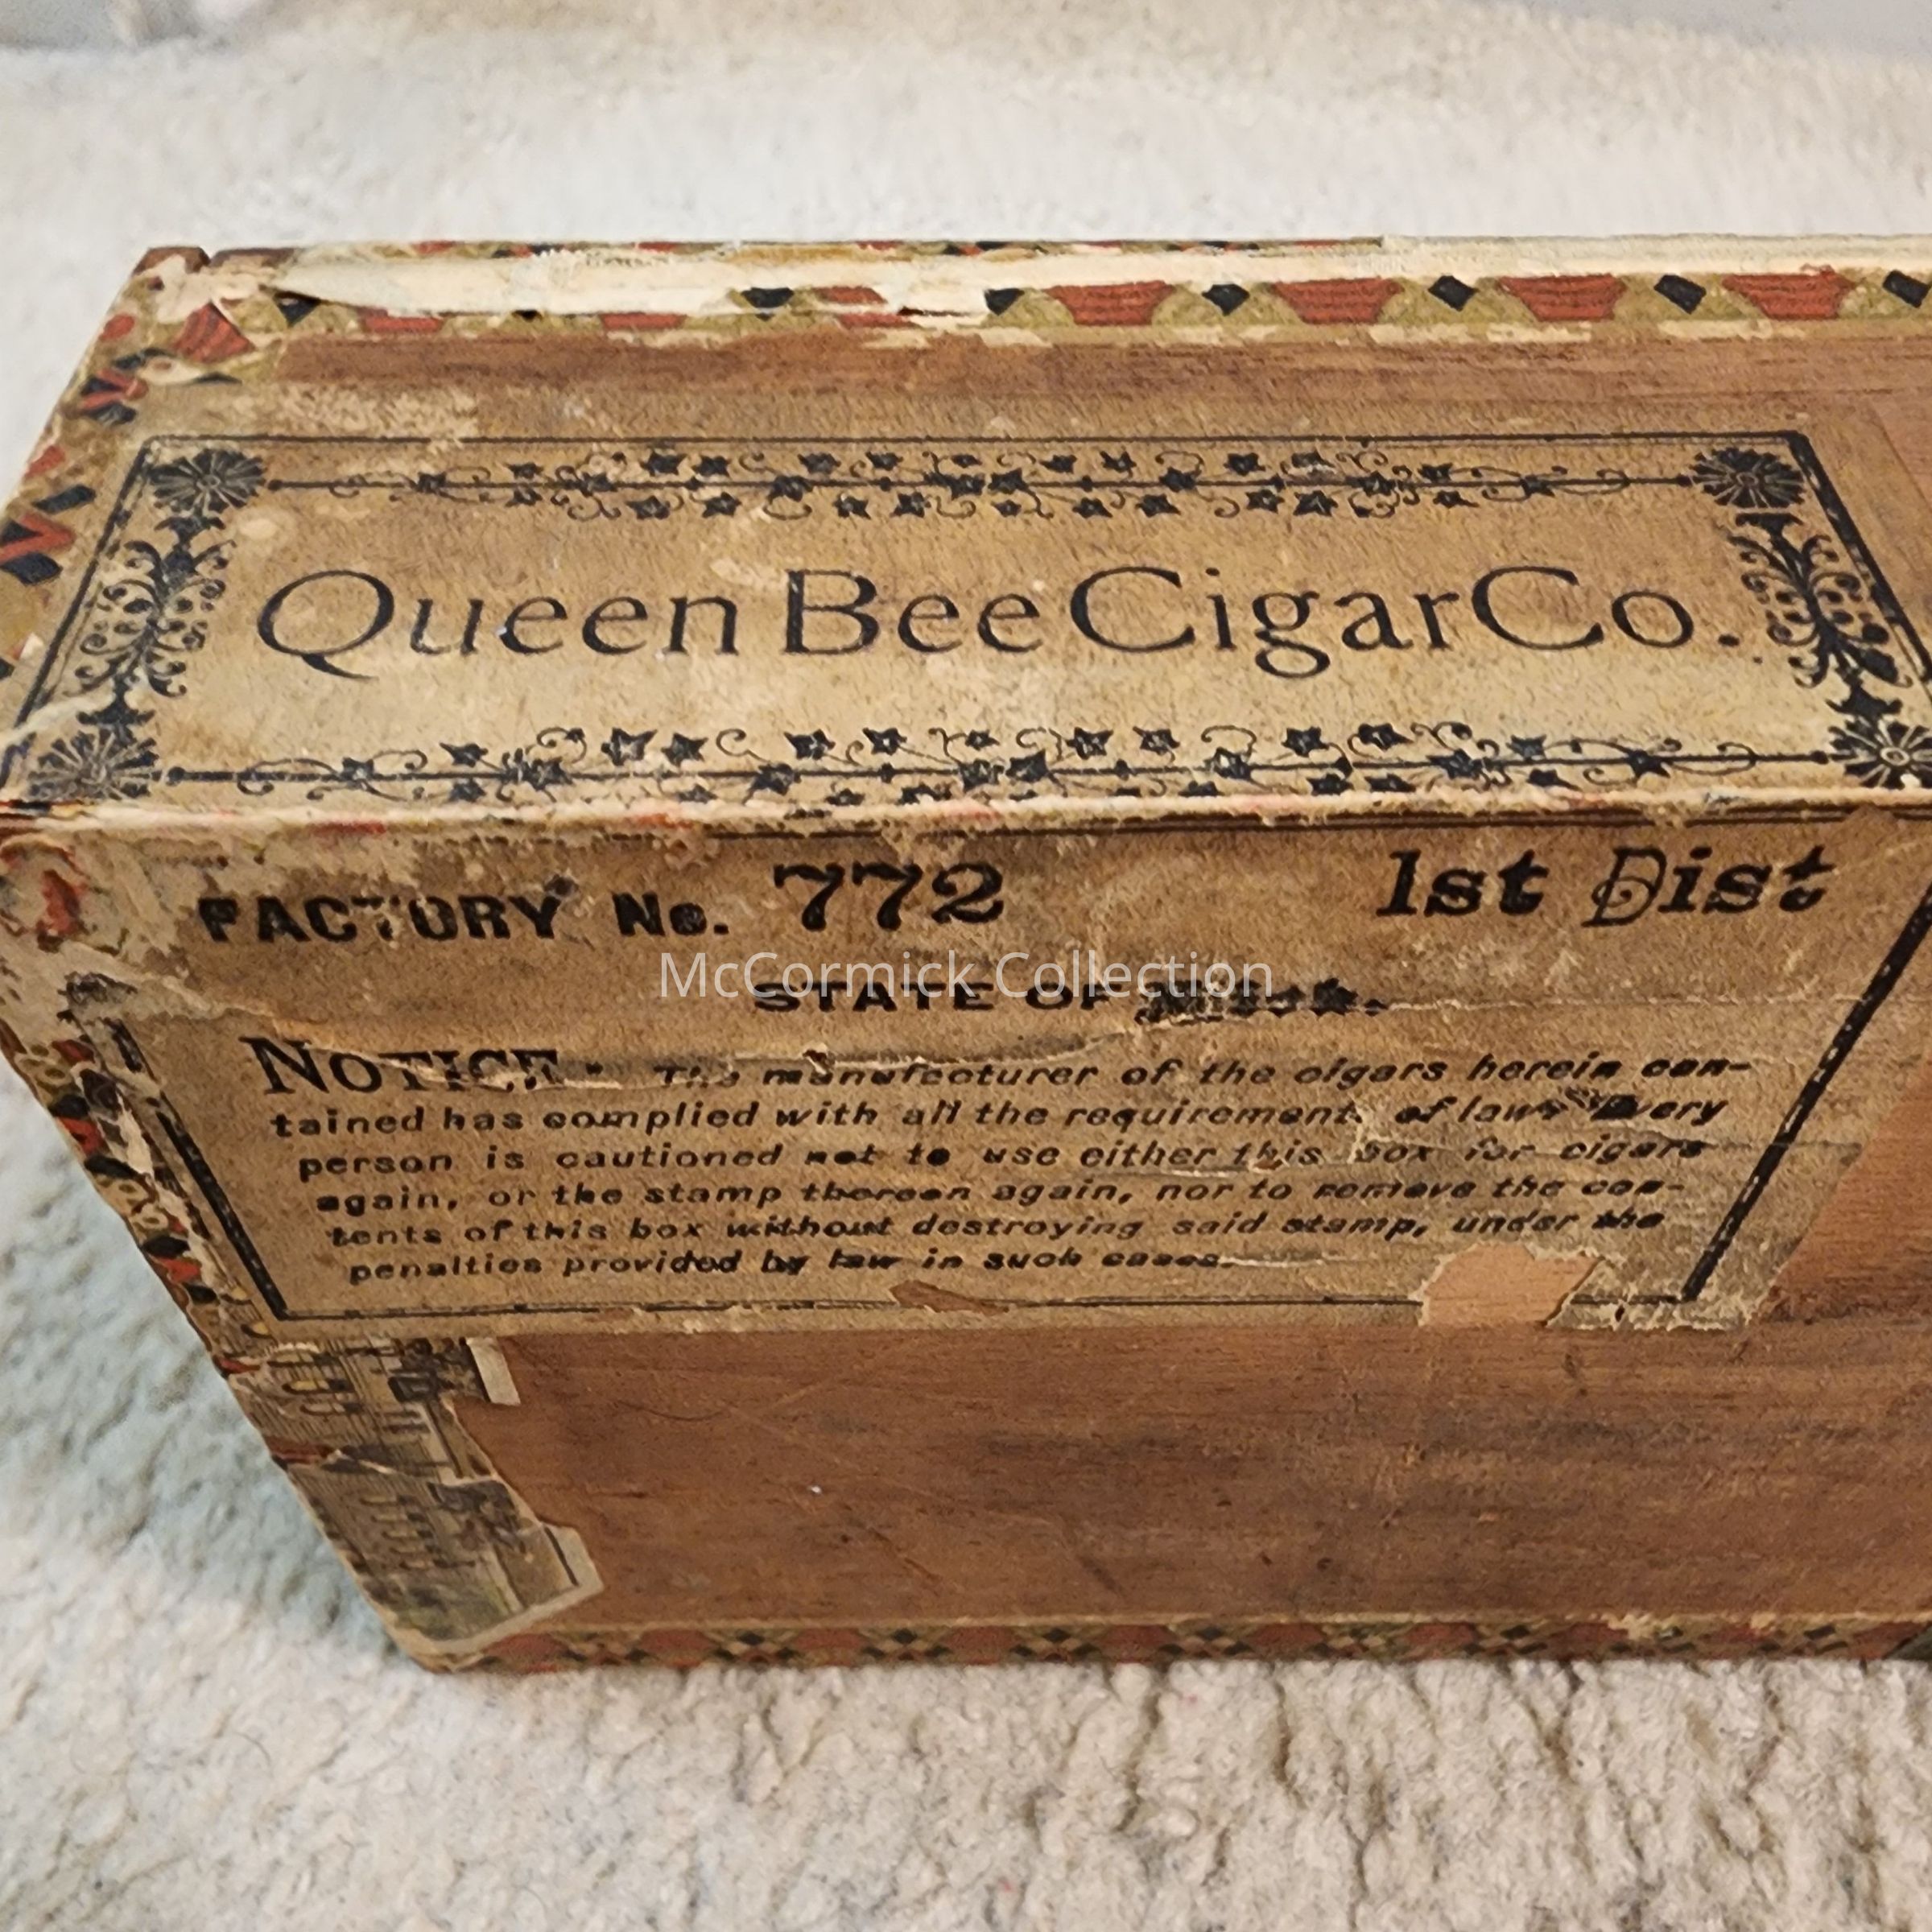 Queen Bee Cigar Co.
FACTORY No. 772 1st Dist
McCormick Collection
STATE OF Mich.
NOTICE. The manufacturer of the cigars herein con-
tained has complied with all the requirements of law. Every
person is cautioned not to use either this box for cigars
again, or the stamp thereon again, nor to remove the con-
tents of this box without destroying said stamp, under the
penalties provided by law in such cases.